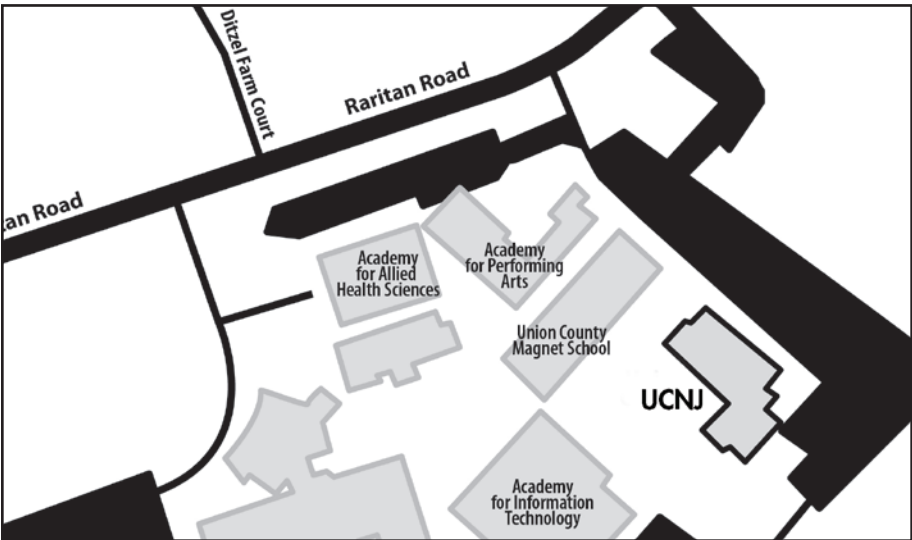 Ditzel Farm Court
Raritan Road
tan Road
Academy
for Allied
Health Sciences
Academy
for Performing
Arts
Union County
Magnet School
UCNJ
Academy
for Information
Technology